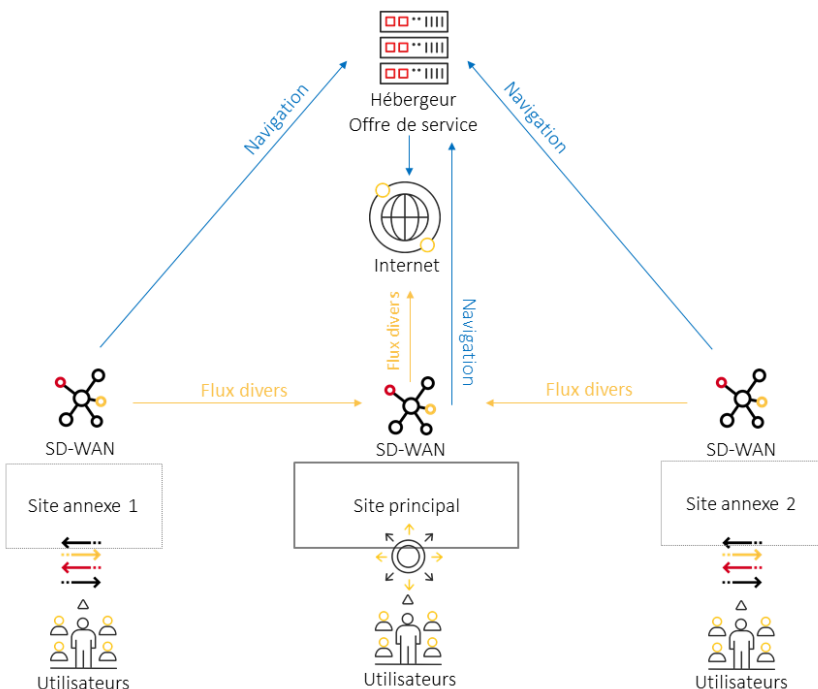 Hébergeur
Offre de service
Navigation
Navigation
Internet
Flux divers
Navigation
Flux divers
Flux divers
SD-WAN
SD-WAN
SD-WAN
Site annexe 1
Site principal
Site annexe 2
Utilisateurs
Utilisateurs
Utilisateurs